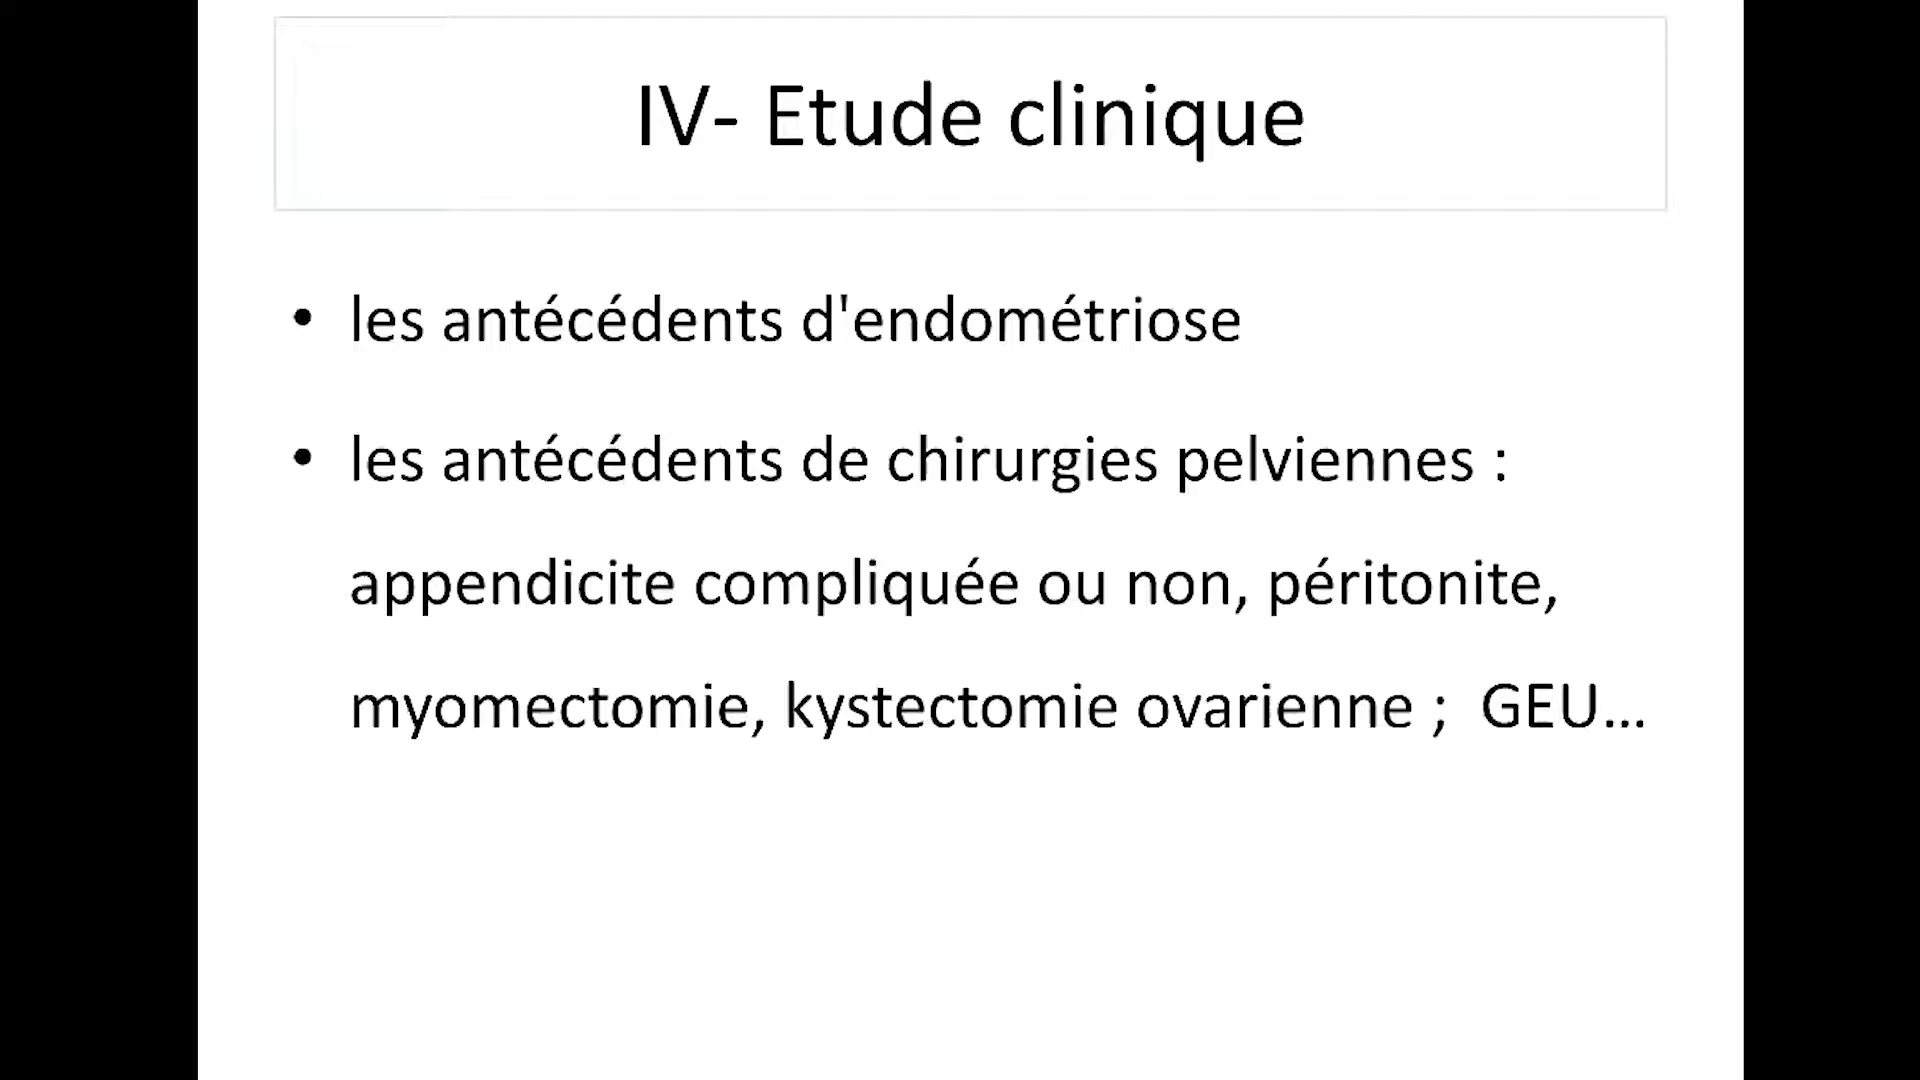 IV- Etude clinique
• les antécédents d'endométriose
• les antécédents de chirurgies pelviennes :
appendicite compliquée ou non, péritonite,
myomectomie, kystectomie ovarienne ;  GEU...